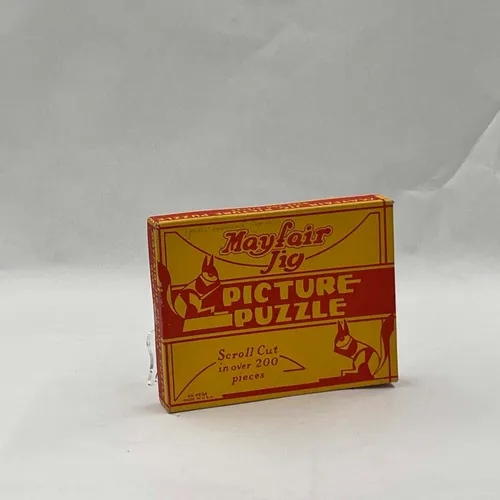 Mayfair
Jig
PICTURE
PUZZLE
Scroll Cut
in over 200
pieces